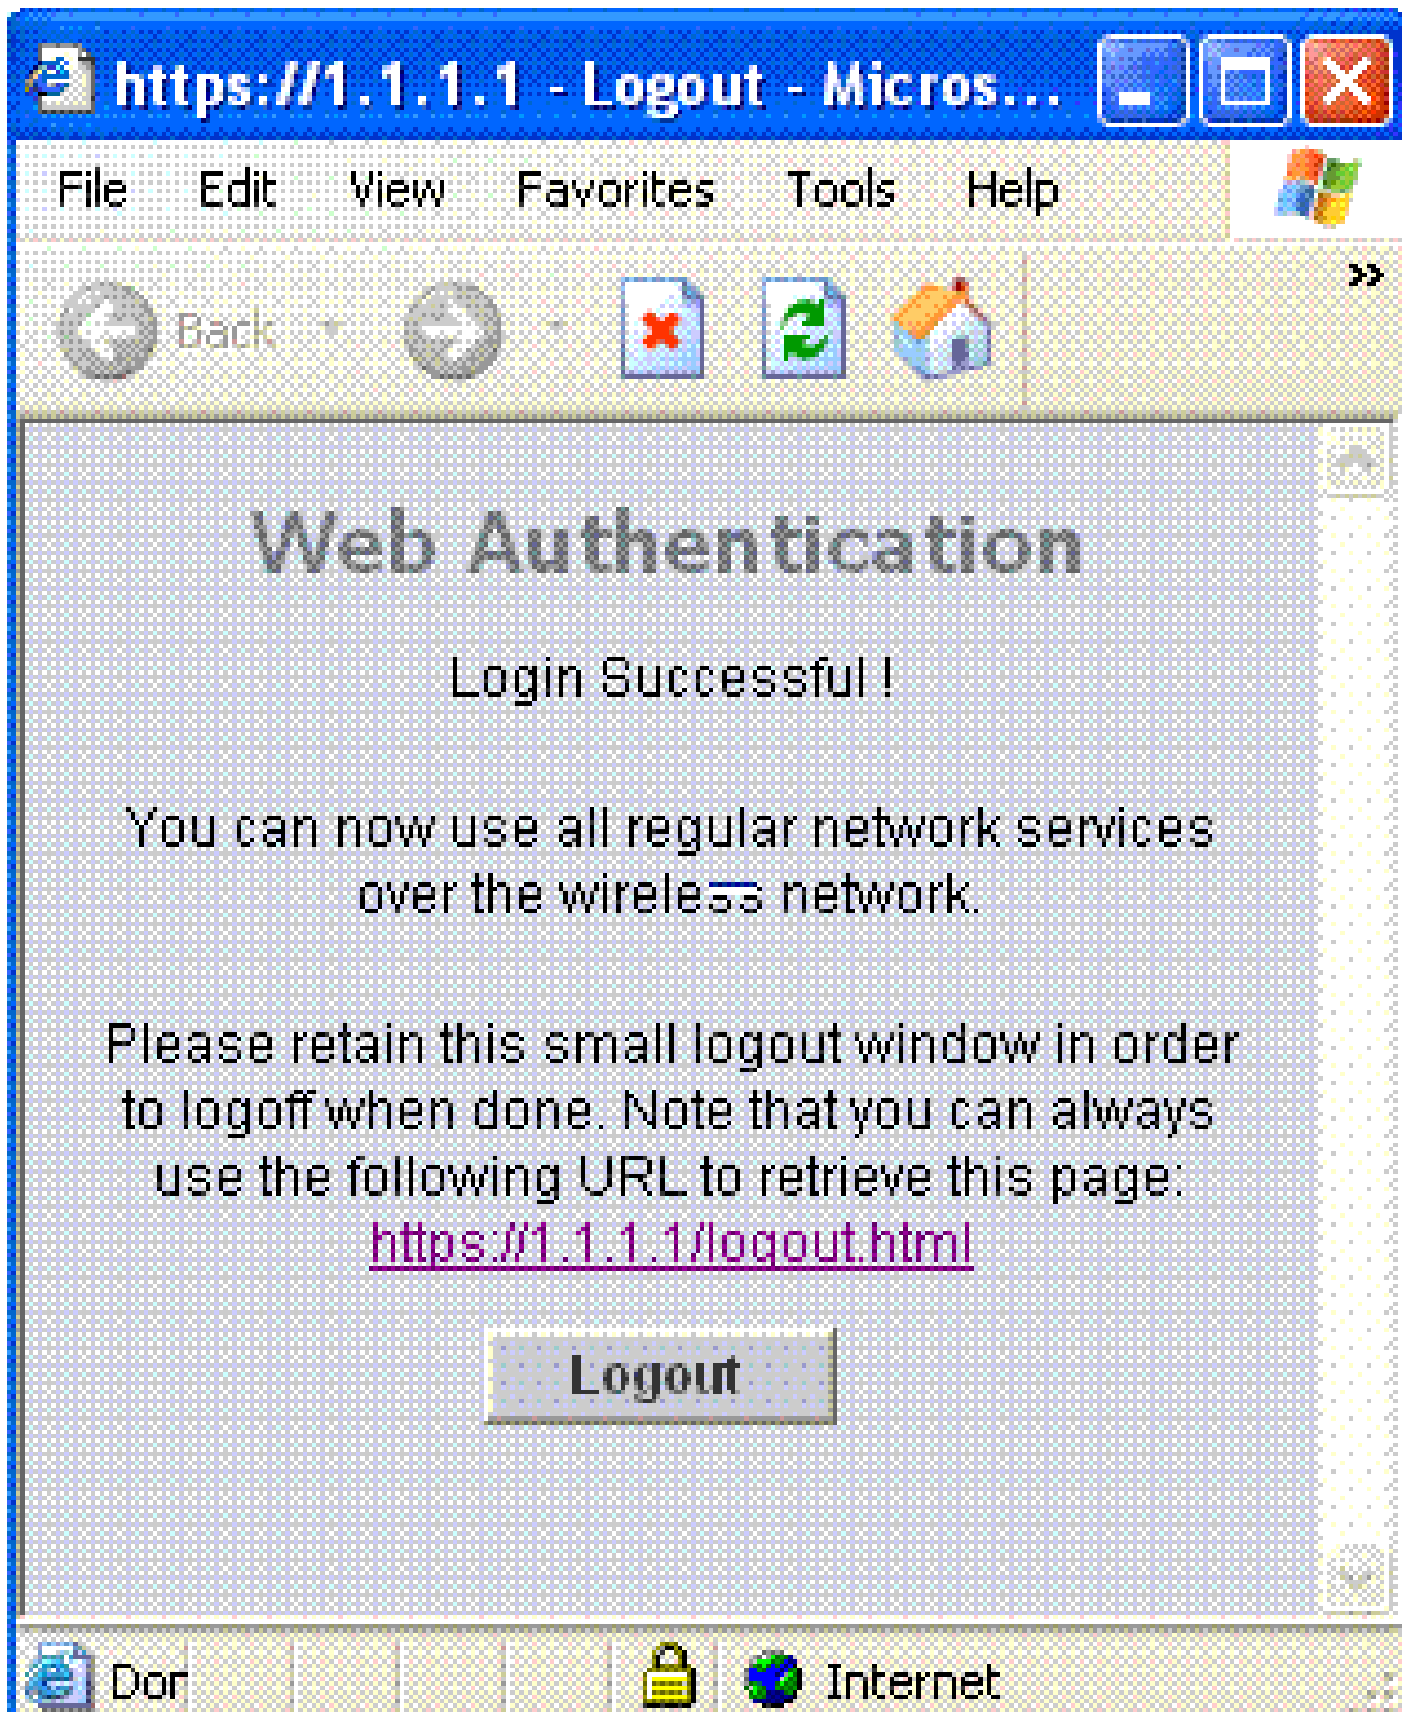 https://1.1.1.1 - Logout - Micros...
File Edit View Favorites Tools Help
Back
Web Authentication
Login Successful !
You can now use all regular network services
over the wireless network.
Please retain this small logout window in order
to logoff when done. Note that you can always
use the following URL to retrieve this page:
https://1.1.1.1/logout.html
Logout
Dor Internet